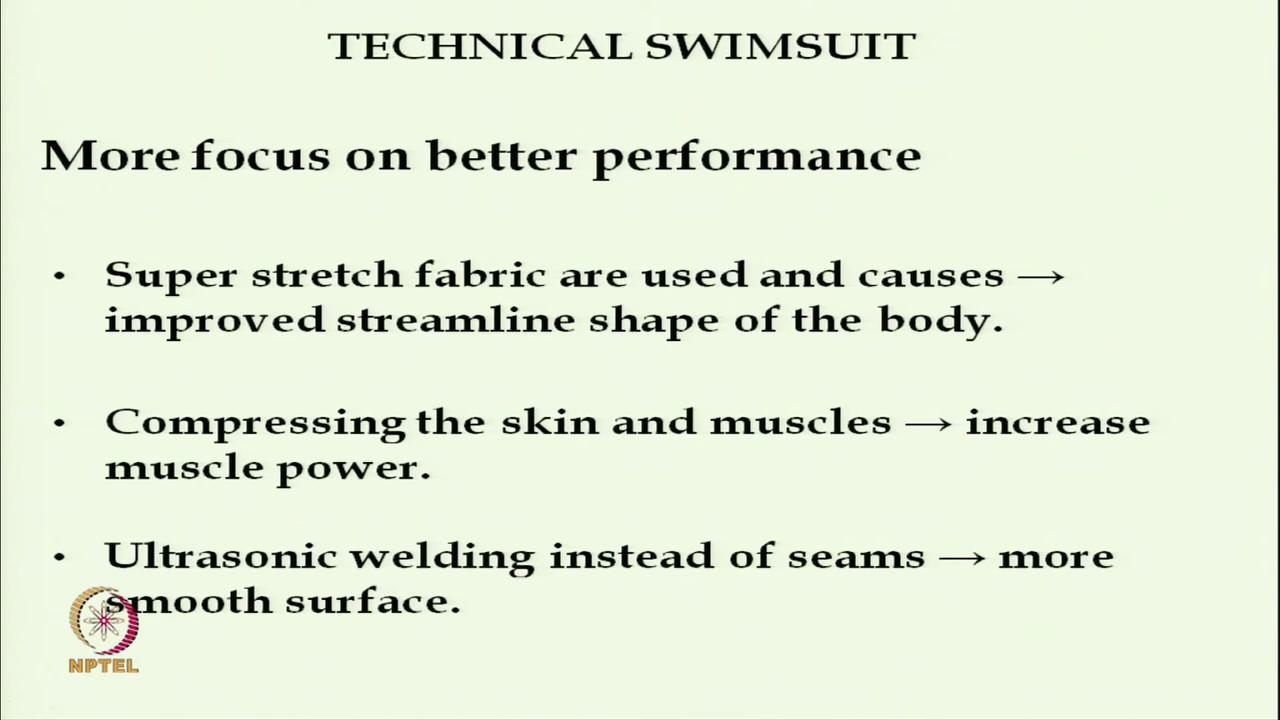 TECHNICAL SWIMSUIT
More focus on better performance
• Super stretch fabric are used and causes →
improved streamline shape of the body.
• Compressing the skin and muscles → increase
muscle power.
• Ultrasonic welding instead of seams → more
smooth surface.
NPTEL